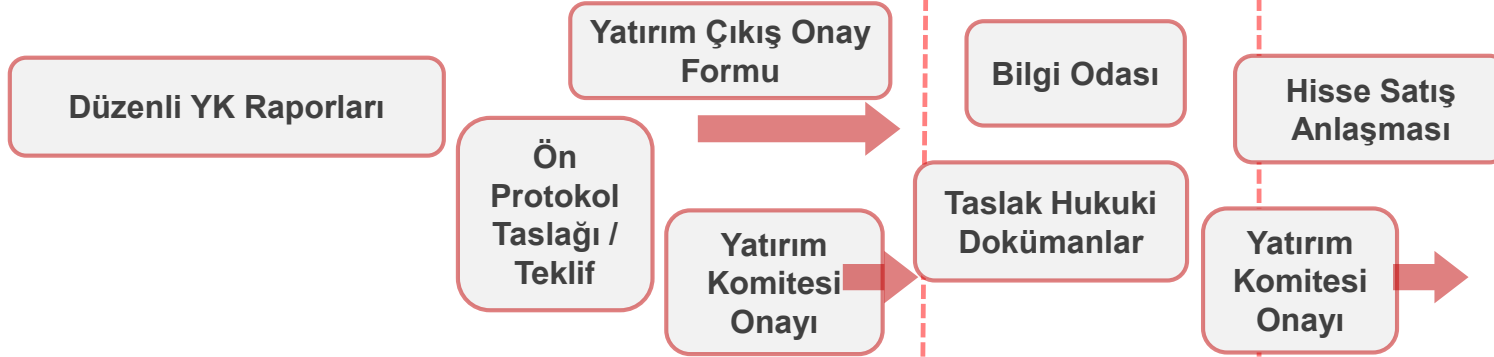 Düzenli YK Raporları
Ön
Protokol
Taslağı /
Teklif
Yatırım Çıkış Onay
Formu
Yatırım
Komitesi
Onayı
Bilgi Odası
Taslak Hukuki
Dokümanlar
Hisse Satış
Anlaşması
Yatırım
Komitesi
Onayı